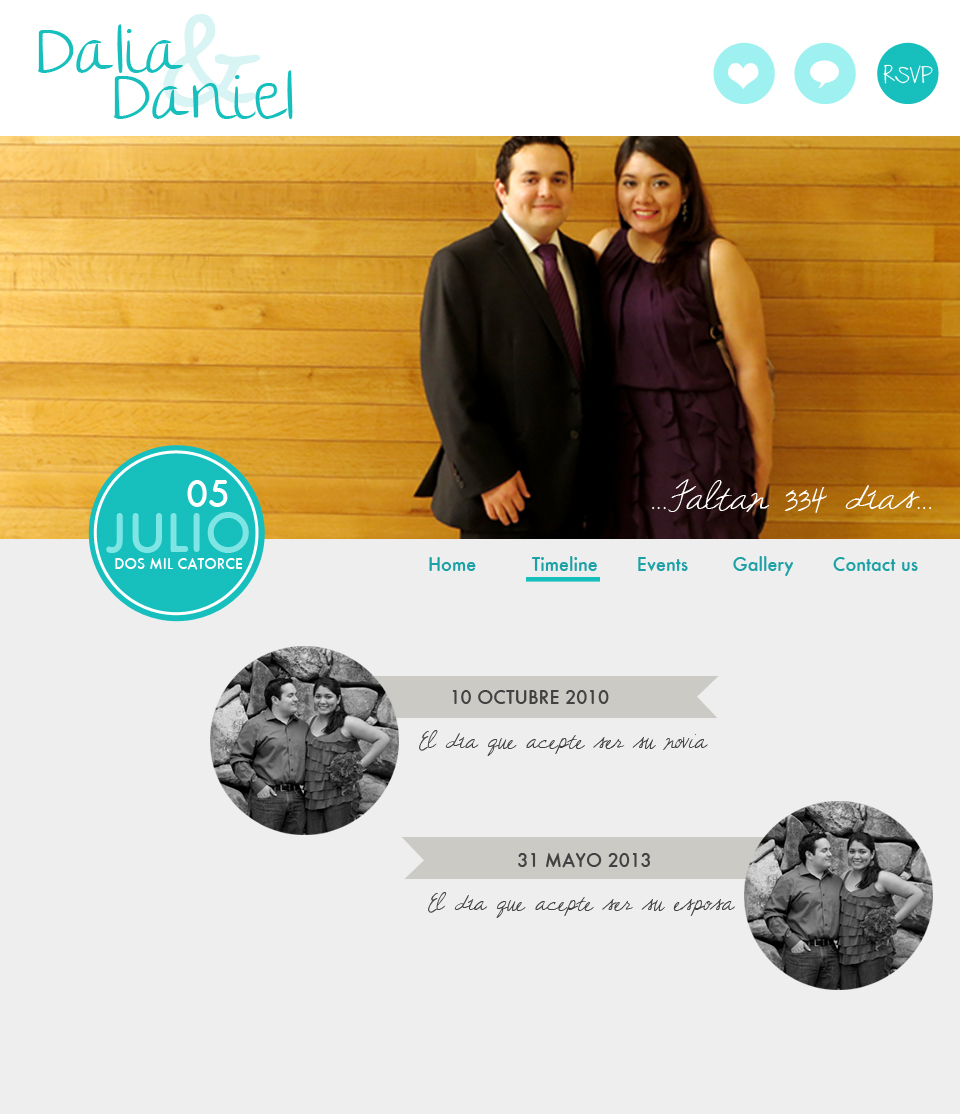 Dalia
&
Daniel
RSVP
...Faltan 334 dias...
05
JULIO
DOS MIL CATORCE
Home Timeline Events Gallery Contact us
10 OCTUBRE 2010
El dia que acepte ser su novia
31 MAYO 2013
El dia que acepte ser su esposa